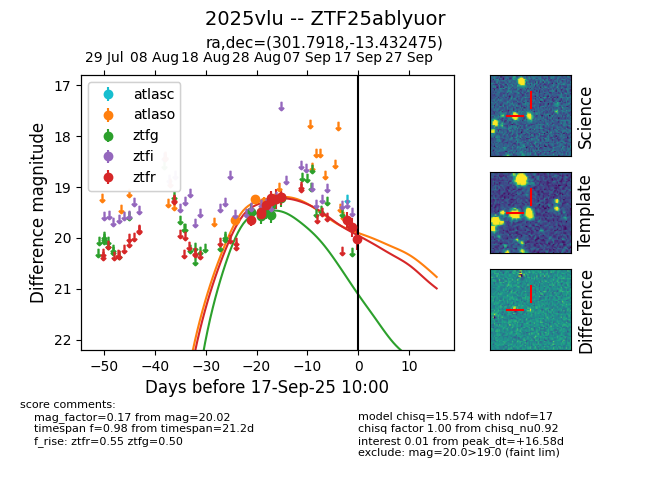 2025vlu -- ZTF25ablyuor
ra,dec=(301.7918,-13.432475)
29 Jul 08 Aug 18 Aug 28 Aug 07 Sep 17 Sep 27 Sep
17
18
19
20
21
22
Difference magnitude
atlasc
atlaso
ztfg
ztfi
ztfr
−50 −40 −30 −20 −10 0 10
Days before 17-Sep-25 10:00
Science
Template
Difference
score comments:
mag_factor=0.17 from mag=20.02
timespan f=0.98 from timespan=21.2d
f_rise: ztfr=0.55 ztfg=0.50
model chisq=15.574 with ndof=17
chisq factor 1.00 from chisq_nu0.92
interest 0.01 from peak_dt=+16.58d
exclude: mag=20.0>19.0 (faint lim)